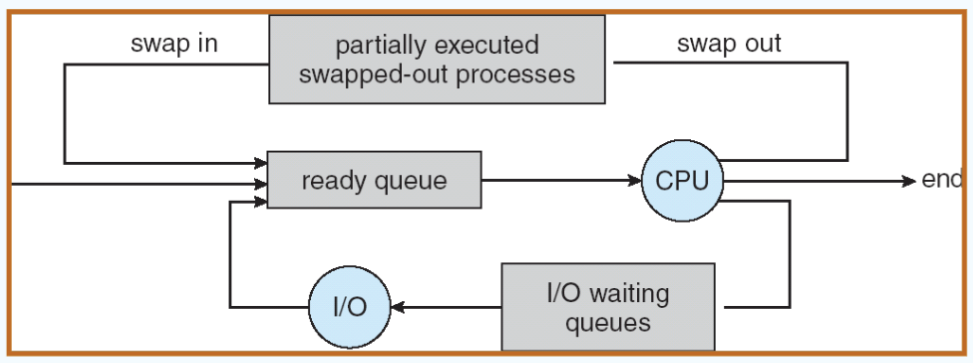 swap in
partially executed
swapped-out processes
swap out
ready queue
CPU
end
I/O
I/O waiting
queues